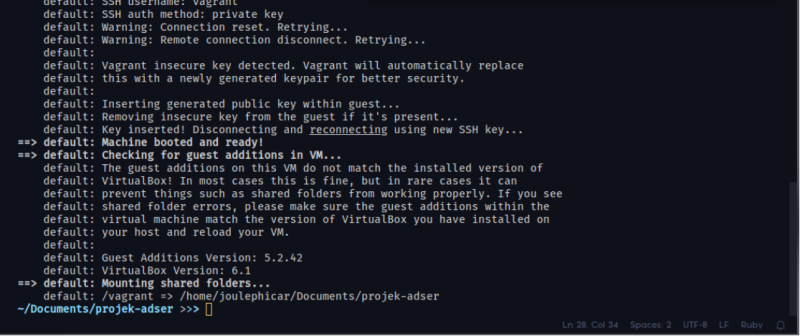 default: SSH username: vagrant
default: SSH auth method: private key
default: Warning: Connection reset. Retrying...
default: Warning: Remote connection disconnect. Retrying...
default:
default: Vagrant insecure key detected. Vagrant will automatically replace
default: this with a newly generated keypair for better security.
default:
default: Inserting generated public key within guest...
default: Removing insecure key from the guest if it's present...
default: Key inserted! Disconnecting and reconnecting using new SSH key...
==> default: Machine booted and ready!
==> default: Checking for guest additions in VM...
default: The guest additions on this VM do not match the installed version of
default: VirtualBox! In most cases this is fine, but in rare cases it can
default: prevent things such as shared folders from working properly. If you see
default: shared folder errors, please make sure the guest additions within the
default: virtual machine match the version of VirtualBox you have installed on
default: your host and reload your VM.
default:
default: Guest Additions Version: 5.2.42
default: VirtualBox Version: 6.1
==> default: Mounting shared folders...
default: /vagrant => /home/joulephicar/Documents/projek-adser
~/Documents/projek-adser >>>
Ln 28, Col 34 Spaces: 2 UTF-8 LF Ruby